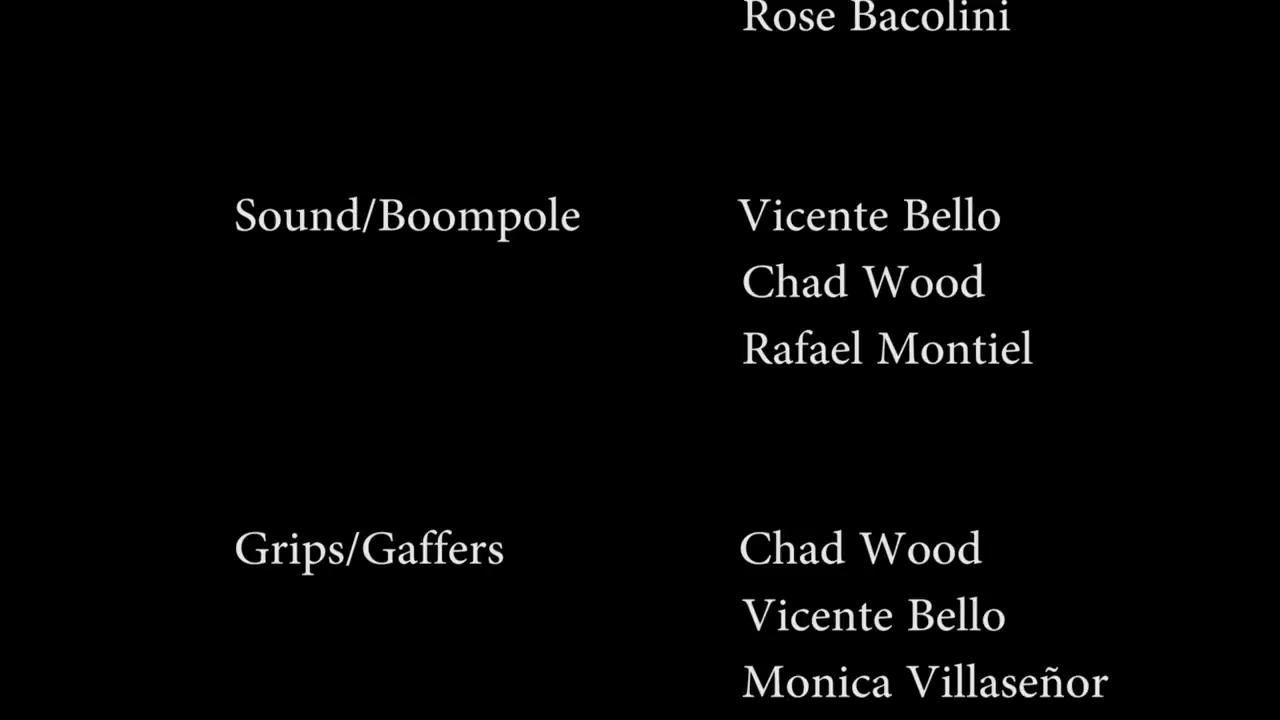 Rose Bacolini
Sound/Boompole Vicente Bello
Chad Wood
Rafael Montiel
Grips/Gaffers Chad Wood
Vicente Bello
Monica Villaseñor